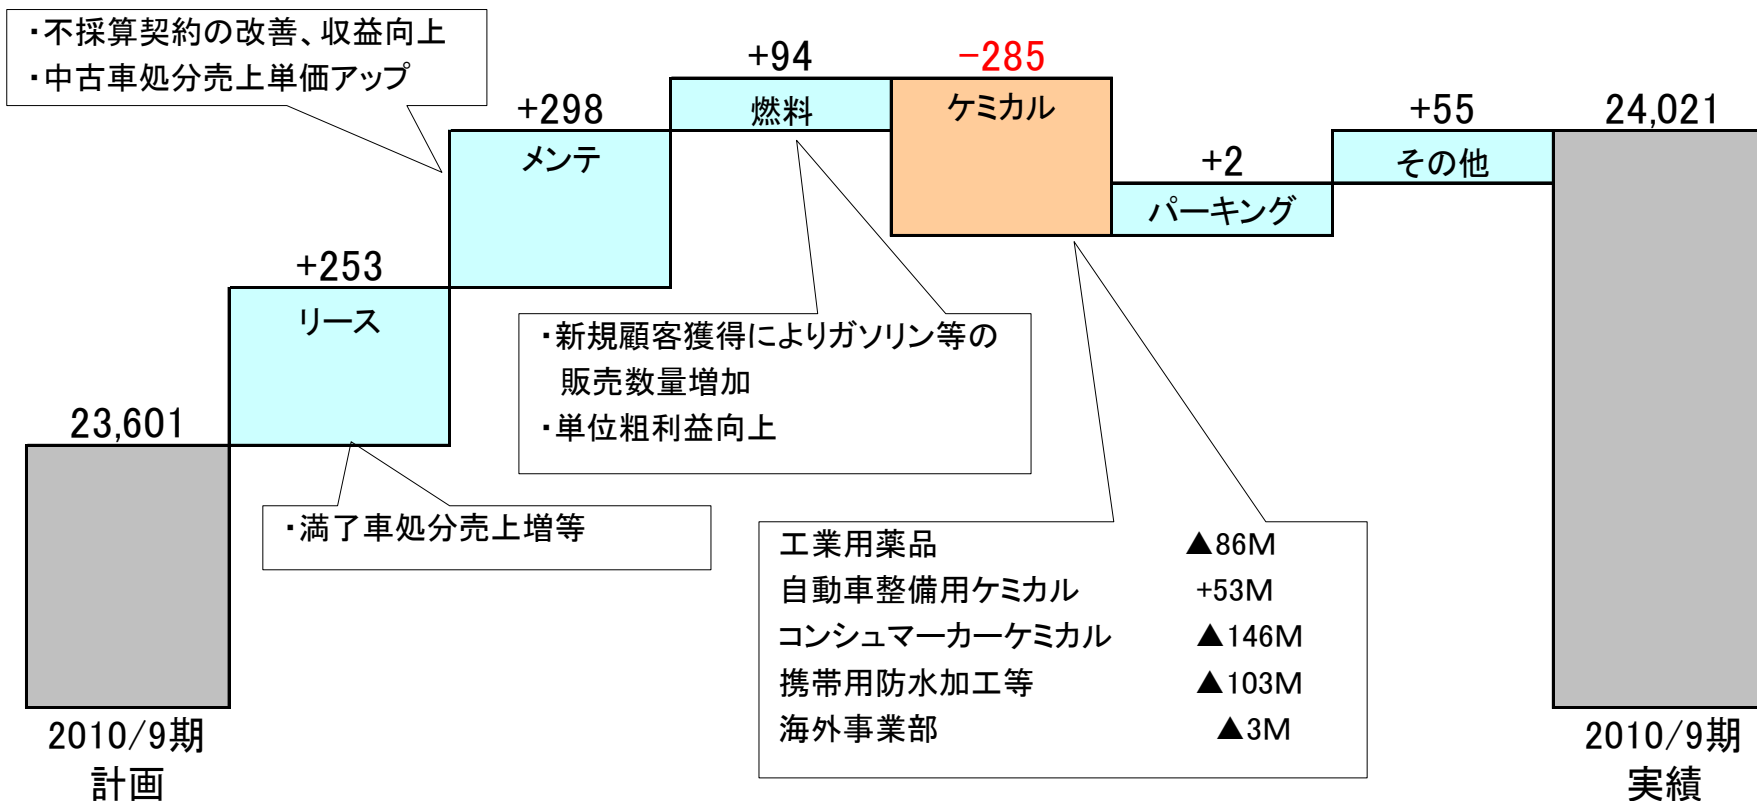 ・不採算契約の改善、収益向上
・中古車処分売上単価アップ
+94
-285
燃料
ケミカル
+298
メンテ
+55
24,021
その他
+2
パーキング
+253
リース
・新規顧客獲得によりガソリン等の
販売数量増加
・単位粗利益向上
23,601
・満了車処分売上増等
工業用薬品 ▲86M
自動車整備用ケミカル +53M
コンシュマーカーケミカル ▲146M
携帯用防水加工等 ▲103M
海外事業部 ▲3M
2010/9期
計画
2010/9期
実績